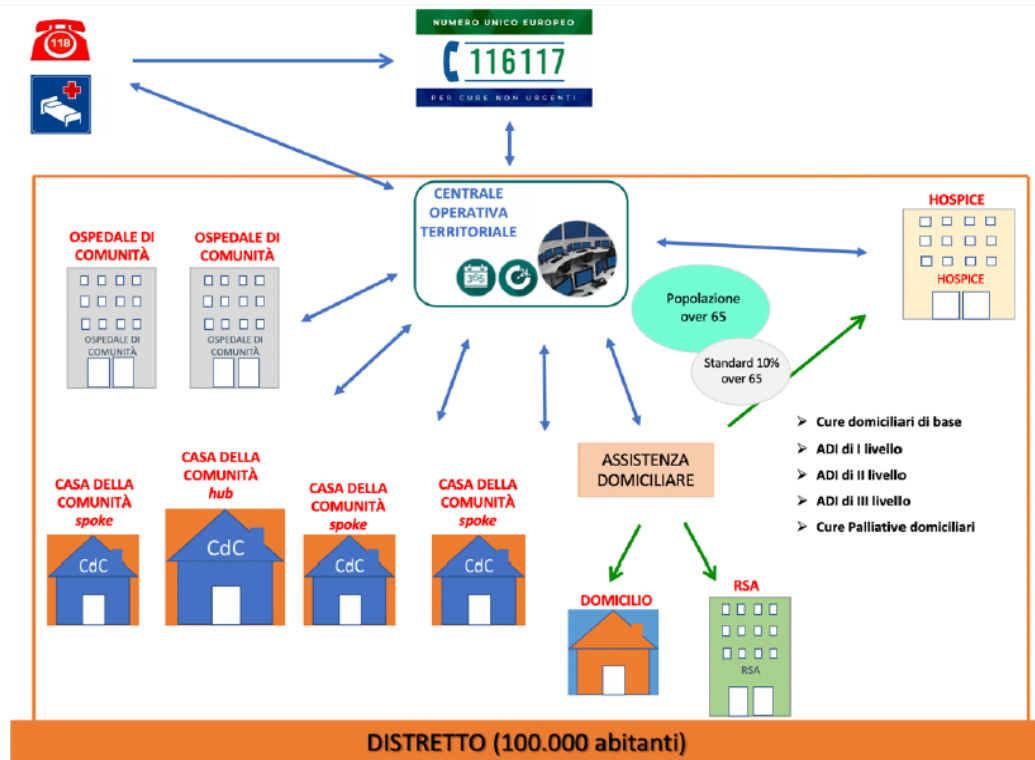 118
NUMERO UNICO EUROPEO
116117
PER CURE NON URGENTI
CENTRALE
OPERATIVA
TERRITORIALE
365
24
OSPEDALE DI
COMUNITÀ
OSPEDALE DI
COMUNITÀ
OSPEDALE DI
COMUNITÀ
OSPEDALE DI
COMUNITÀ
HOSPICE
HOSPICE
Popolazione
over 65
Standard 10%
over 65
➢ Cure domiciliari di base
➢ ADI di I livello
➢ ADI di II livello
➢ ADI di III livello
➢ Cure Palliative domiciliari
ASSISTENZA
DOMICILIARE
CASA DELLA
COMUNITÀ
spoke
CdC
CASA DELLA
COMUNITÀ
hub
CdC
CASA DELLA
COMUNITÀ
spoke
CdC
CASA DELLA
COMUNITÀ
spoke
CdC
DOMICILIO
RSA
RSA
DISTRETTO (100.000 abitanti)